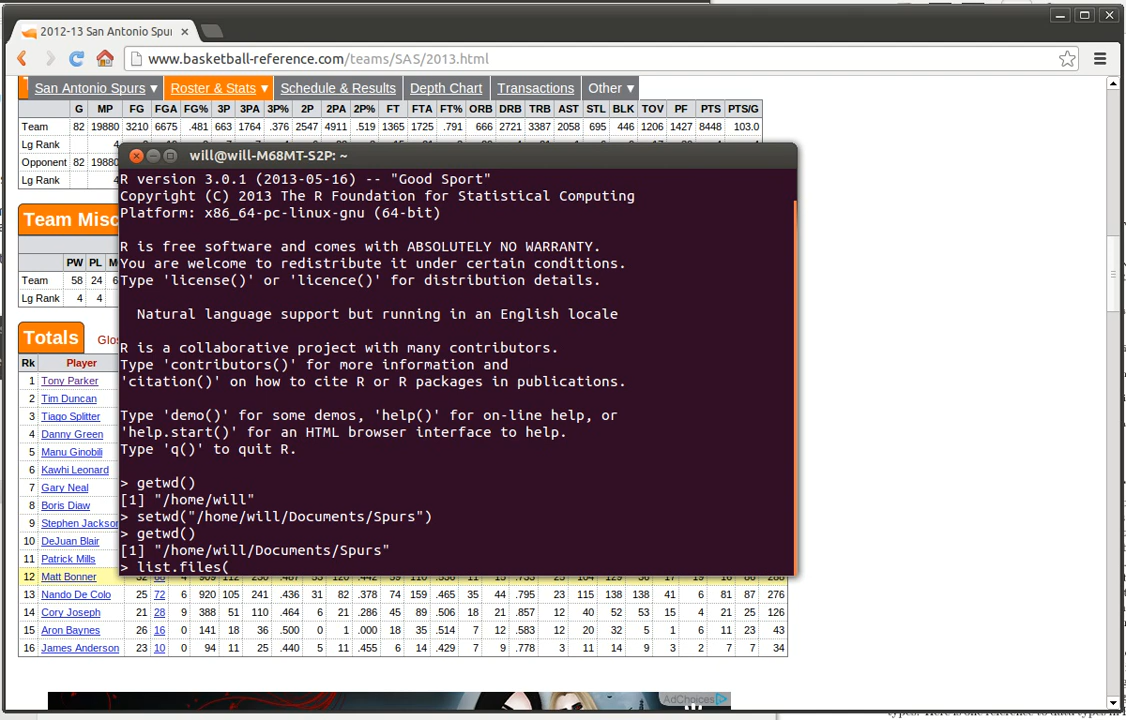 2012-13 San Antonio Spur
www.basketball-reference.com/teams/SAS/2013.html
San Antonio Spurs ▾ Roster & Stats ▾ Schedule & Results Depth Chart Transactions Other ▾
G MP FG FGA FG% 3P 3PA 3P% 2P 2PA 2P% FT FTA FT% ORB DRB TRB AST STL BLK TOV PF PTS PTS/G
Team 82 19880 3210 6675 .481 663 1764 .376 2547 4911 .519 1365 1725 .791 666 2721 3387 2058 695 446 1206 1427 8448 103.0
Lg Rank
Opponent 82 19880
Lg Rank
Team Misc
PW PL
Team 58 24
Lg Rank 4 4
Totals Glos
Rk Player
1 Tony Parker
2 Tim Duncan
3 Tiago Splitter
4 Danny Green
5 Manu Ginobili
6 Kawhi Leonard
7 Gary Neal
8 Boris Diaw
9 Stephen Jackson
10 DeJuan Blair
11 Patrick Mills
12 Matt Bonner
13 Nando De Colo 25 72 6 920 105 241 .436 31 82 .378 74 159 .465 35 44 .795 23 115 138 138 41 6 81 87 276
14 Cory Joseph 21 28 9 388 51 110 .464 6 21 .286 45 89 .506 18 21 .857 12 40 52 53 15 4 21 25 126
15 Aron Baynes 26 16 0 141 18 36 .500 0 1 .000 18 35 .514 7 12 .583 12 20 32 5 1 6 11 23 43
16 James Anderson 23 10 0 94 11 25 .440 5 11 .455 6 14 .429 7 9 .778 3 11 14 9 3 2 7 7 34
will@will-M68MT-S2P: ~
R version 3.0.1 (2013-05-16) -- "Good Sport"
Copyright (C) 2013 The R Foundation for Statistical Computing
Platform: x86_64-pc-linux-gnu (64-bit)
R is free software and comes with ABSOLUTELY NO WARRANTY.
You are welcome to redistribute it under certain conditions.
Type 'license()' or 'licence()' for distribution details.
Natural language support but running in an English locale
R is a collaborative project with many contributors.
Type 'contributors()' for more information and
'citation()' on how to cite R or R packages in publications.
Type 'demo()' for some demos, 'help()' for on-line help, or
'help.start()' for an HTML browser interface to help.
Type 'q()' to quit R.
> getwd()
[1] "/home/will"
> setwd("/home/will/Documents/Spurs")
> getwd()
[1] "/home/will/Documents/Spurs"
> list.files(
AdChoices